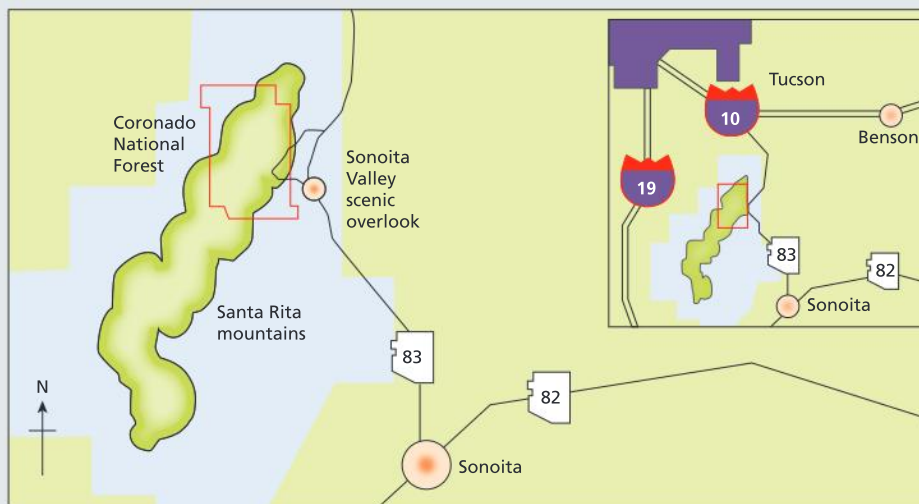 Coronado
National
Forest
Sonoita
Valley
scenic
overlook
Santa Rita
mountains
83
82
Sonoita
N
Tucson
10
Benson
19
83
82
Sonoita